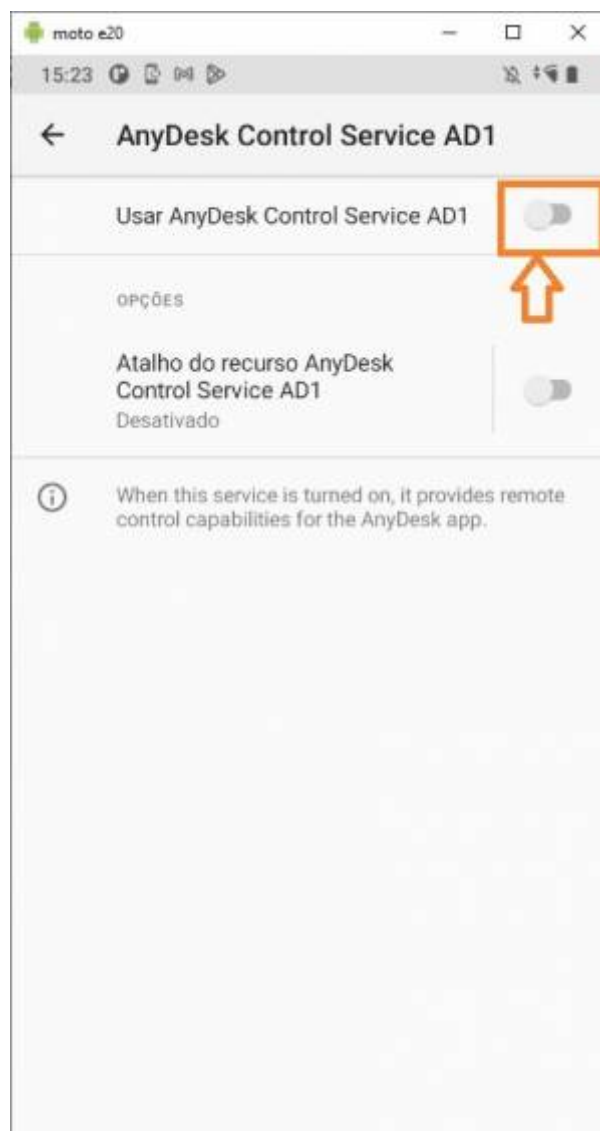 moto e20
15:23
AnyDesk Control Service AD1
Usar AnyDesk Control Service AD1
OPÇÕES
Atalho do recurso AnyDesk
Control Service AD1
Desativado
When this service is turned on, it provides remote
control capabilities for the AnyDesk app.